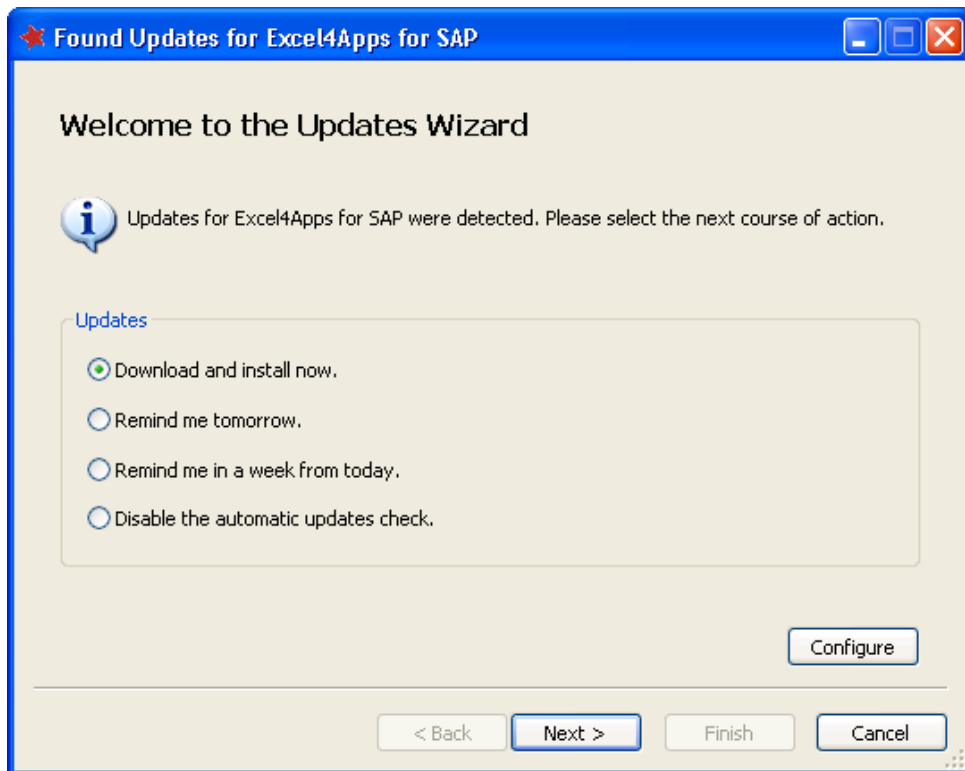 Found Updates for Excel4Apps for SAP
Welcome to the Updates Wizard
Updates for Excel4Apps for SAP were detected. Please select the next course of action.
Updates
Download and install now.
Remind me tomorrow.
Remind me in a week from today.
Disable the automatic updates check.
Configure
< Back Next > Finish Cancel